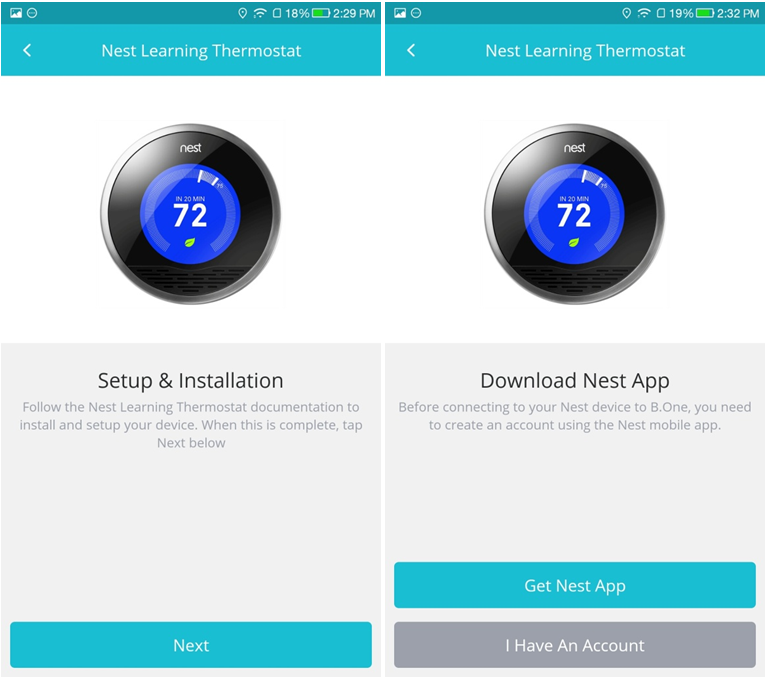 18% 2:29 PM
Nest Learning Thermostat
nest
IN 20 MIN
72
Setup & Installation
Follow the Nest Learning Thermostat documentation to
install and setup your device. When this is complete, tap
Next below
Next
19% 2:32 PM
Nest Learning Thermostat
nest
IN 20 MIN
72
Download Nest App
Before connecting to your Nest device to B.One, you need
to create an account using the Nest mobile app.
Get Nest App
I Have An Account